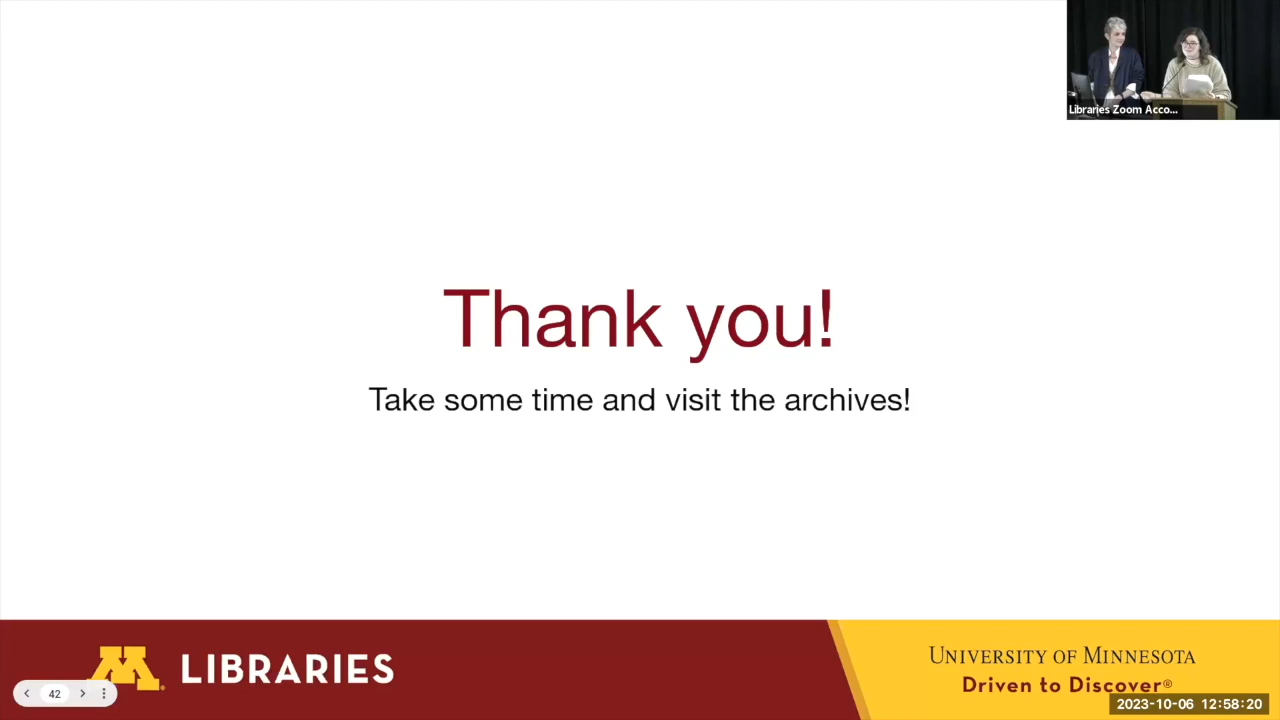 Libraries Zoom Acco...
Thank you!
Take some time and visit the archives!
M LIBRARIES
UNIVERSITY OF MINNESOTA
Driven to Discover®
42
2023-10-06 12:58:20